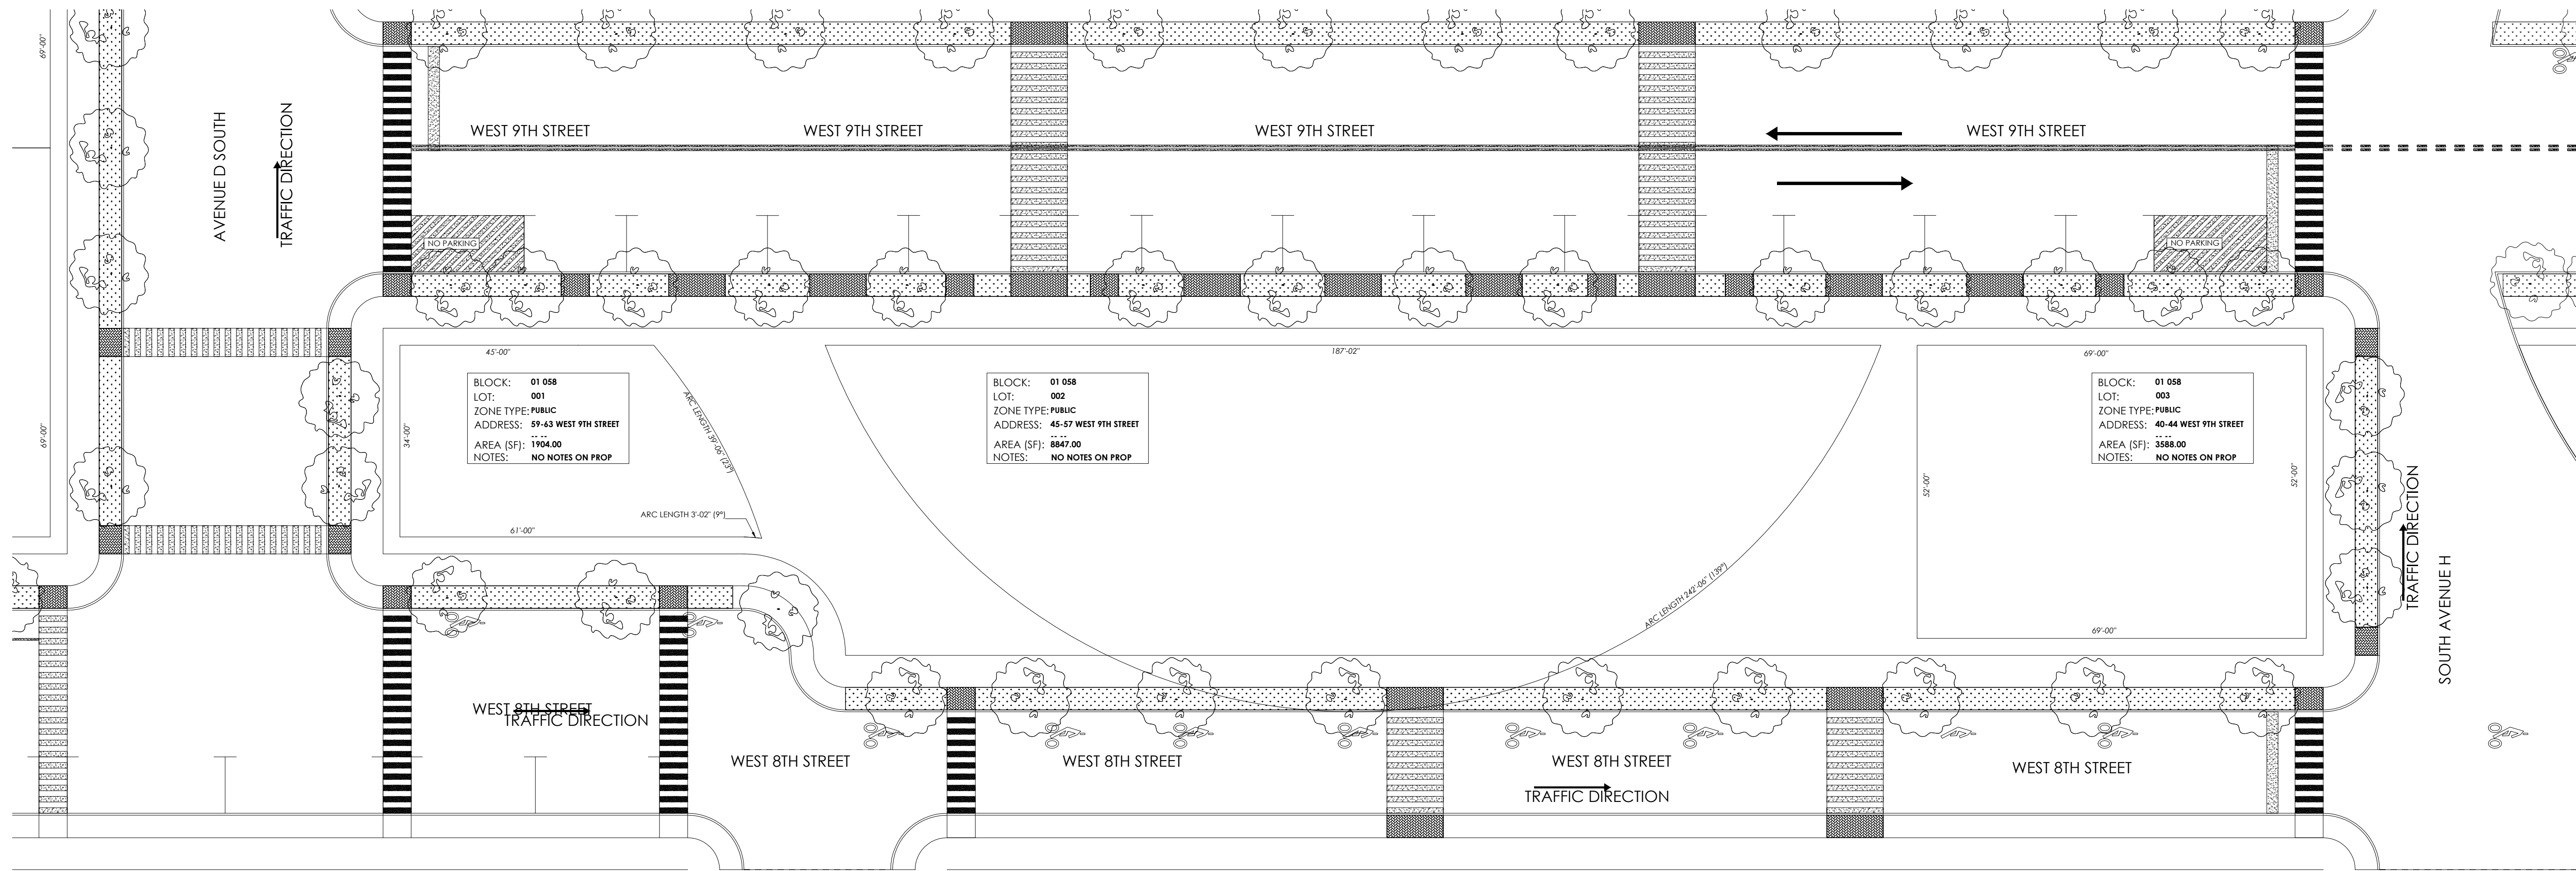 69'-00"
AVENUE D SOUTH
TRAFFIC DIRECTION
WEST 9TH STREET
WEST 9TH STREET
WEST 9TH STREET
WEST 9TH STREET
NO PARKING
NO PARKING
69'-00"
45'-00"
34'-00"
61'-00"
ARC LENGTH 39'-06" (23°)
ARC LENGTH 3'-02" (9°)
BLOCK: 01 058
LOT: 001
ZONE TYPE: PUBLIC
ADDRESS: 59-63 WEST 9TH STREET
-- --
AREA (SF): 1904.00
NOTES: NO NOTES ON PROP
187'-02"
BLOCK: 01 058
LOT: 002
ZONE TYPE: PUBLIC
ADDRESS: 45-57 WEST 9TH STREET
-- --
AREA (SF): 8847.00
NOTES: NO NOTES ON PROP
ARC LENGTH 242'-06" (139°)
69'-00"
52'-00"
BLOCK: 01 058
LOT: 003
ZONE TYPE: PUBLIC
ADDRESS: 40-44 WEST 9TH STREET
-- --
AREA (SF): 3588.00
NOTES: NO NOTES ON PROP
52'-00"
69'-00"
TRAFFIC DIRECTION
SOUTH AVENUE H
WEST 8TH STREET
TRAFFIC DIRECTION
WEST 8TH STREET
WEST 8TH STREET
WEST 8TH STREET
TRAFFIC DIRECTION
WEST 8TH STREET